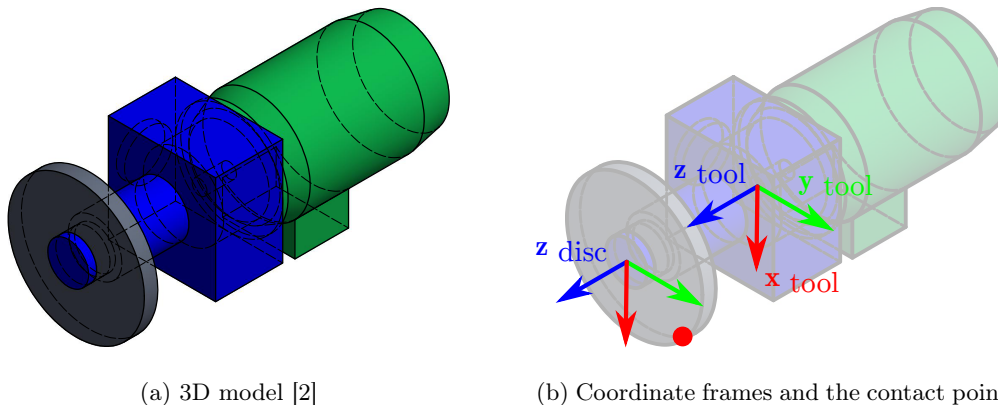 z tool
y tool
z disc
x tool
(a) 3D model [2]
(b) Coordinate frames and the contact poin